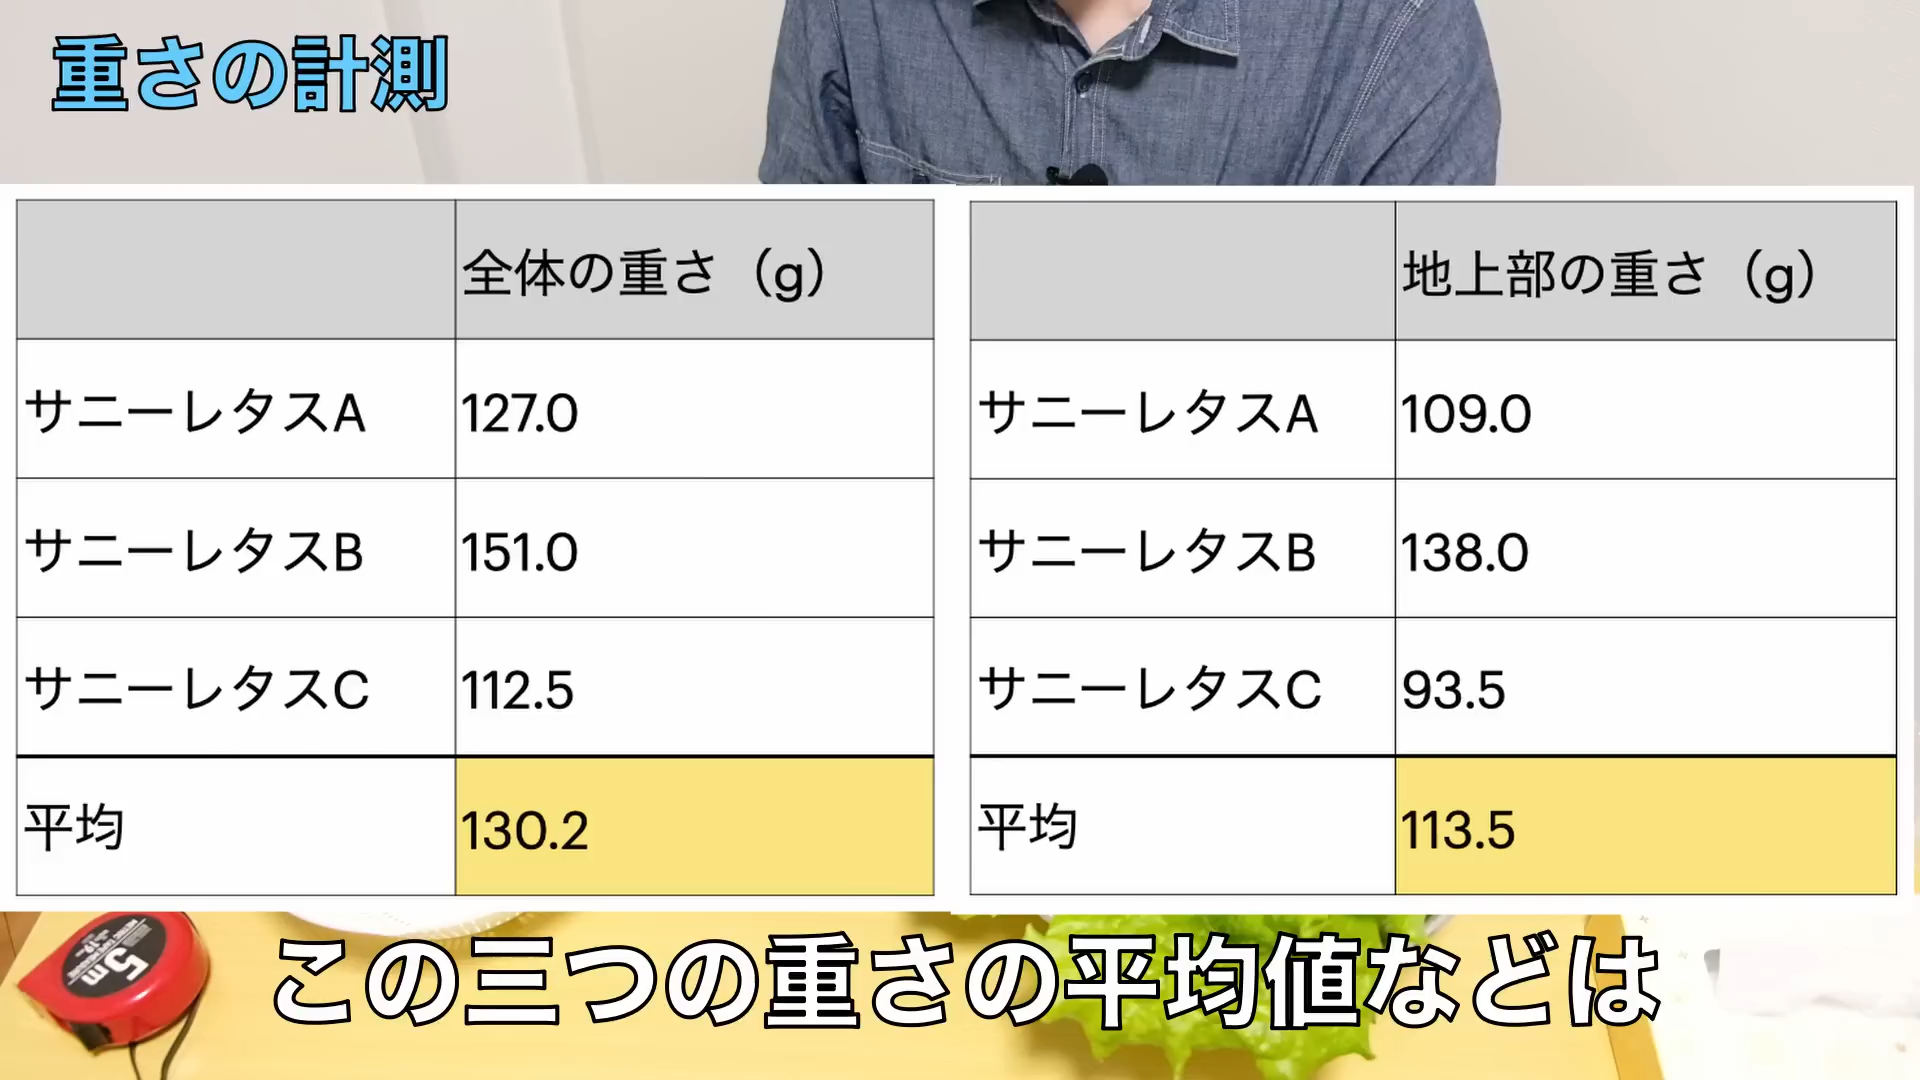 重さの計測
全体の重さ（g）
サニーレタスA 127.0
サニーレタスB 151.0
サニーレタスC 112.5
平均 130.2
地上部の重さ（g）
サニーレタスA 109.0
サニーレタスB 138.0
サニーレタスC 93.5
平均 113.5
5m
この三つの重さの平均値などは